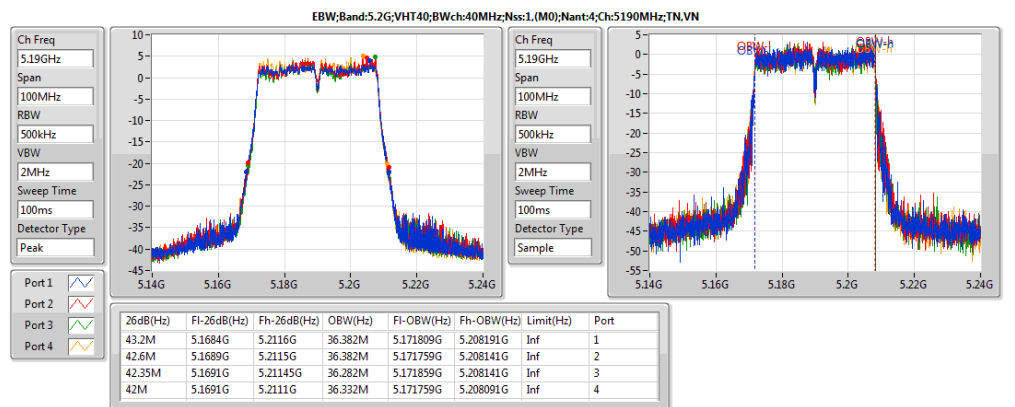 EBW;Band:5.2G;VHT40;BWch:40MHz;Nss:1,(M0);Nant:4;Ch:5190MHz;TN,VN
Ch Freq
5.19GHz
Span
100MHz
RBW
500kHz
VBW
2MHz
Sweep Time
100ms
Detector Type
Peak
10
5
0
-5
-10
-15
-20
-25
-30
-35
-40
-45
5.14G 5.16G 5.18G 5.2G 5.22G 5.24G
Ch Freq
5.19GHz
Span
100MHz
RBW
500kHz
VBW
2MHz
Sweep Time
100ms
Detector Type
Sample
5
0
-5
-10
-15
-20
-25
-30
-35
-40
-45
-50
-55
5.14G 5.16G 5.18G 5.2G 5.22G 5.24G
Port 1
Port 2
Port 3
Port 4
26dB(Hz) Fl-26dB(Hz) Fh-26dB(Hz) OBW(Hz) Fl-OBW(Hz) Fh-OBW(Hz) Limit(Hz) Port
43.2M 5.1684G 5.2116G 36.382M 5.171809G 5.208191G Inf 1
42.6M 5.1689G 5.2115G 36.382M 5.171759G 5.208141G Inf 2
42.35M 5.1691G 5.21145G 36.282M 5.171859G 5.208141G Inf 3
42M 5.1691G 5.2111G 36.332M 5.171759G 5.208091G Inf 4